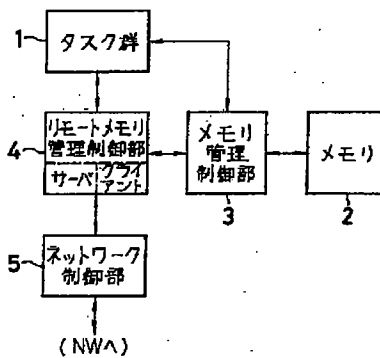 1
タスク群
4
リモートメモリ
管理制御部
サーバ
クライ
アント
メモリ
管理
制御部
3
メモリ
2
5
ネットワーク
制御部
(NWへ)